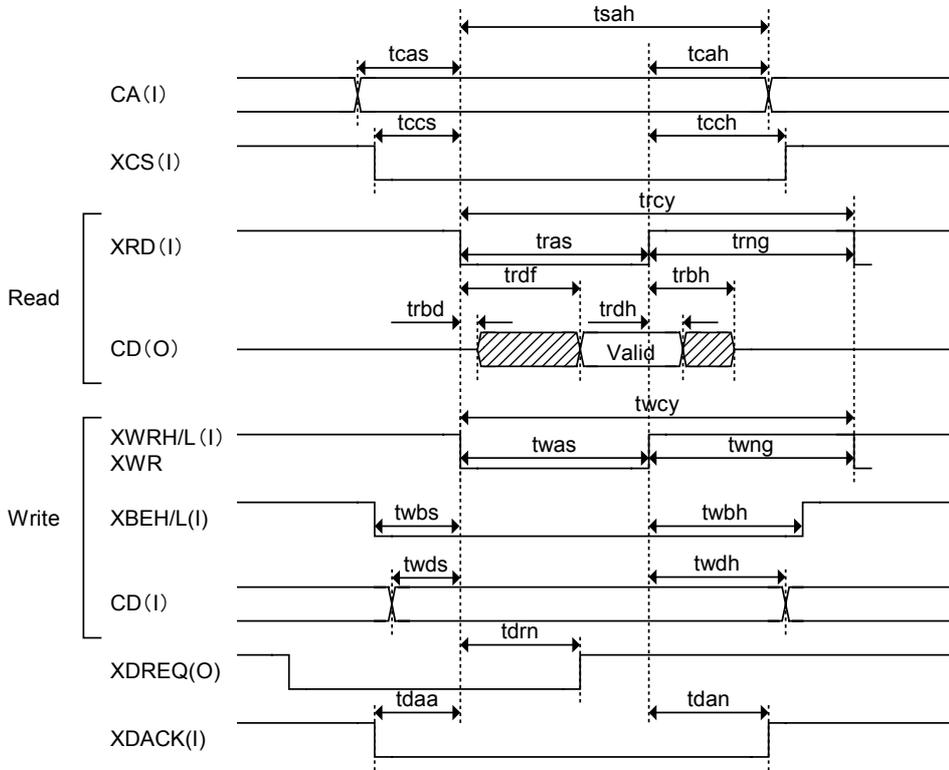 tsah
tcas tcah
CA(I)
tccs tcch
XCS(I)
trcy
XRD(I) tras trng
Read
trdf trbh
trbd trdh
CD(O) Valid
twcy
XWRH/L(I) twas twng
XWR
Write
XBEH/L(I) twbs twbh
twds twdh
CD(I)
tdrn
XDREQ(O)
tdaa tdan
XDACK(I)